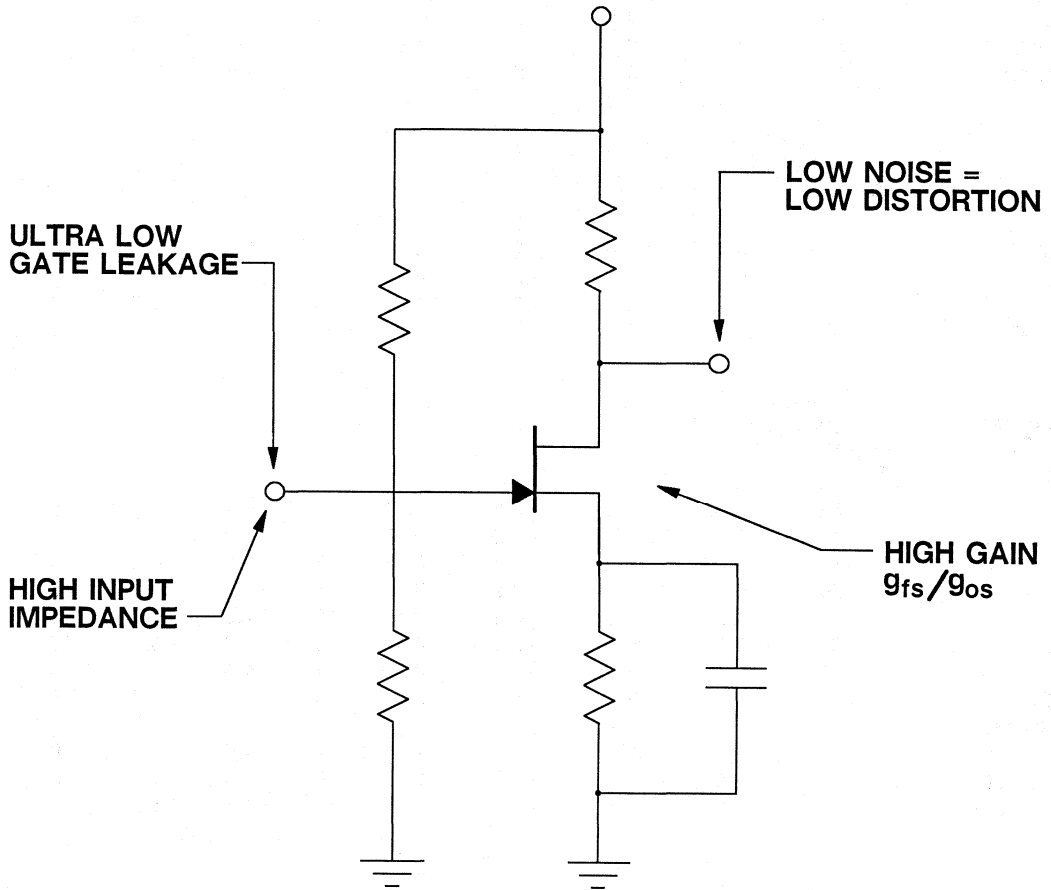 LOW NOISE =
LOW DISTORTION
ULTRA LOW
GATE LEAKAGE
HIGH GAIN
gfs/gos
HIGH INPUT
IMPEDANCE